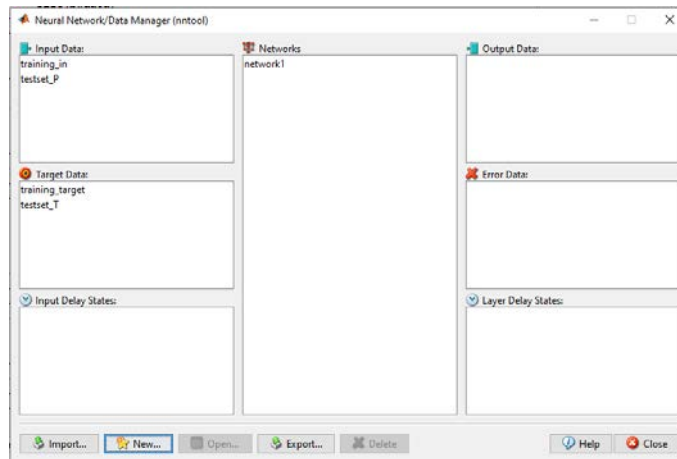 Neural Network/Data Manager (nntool)
Input Data:
training_in
testset_P
Networks
network1
Output Data:
Target Data:
training_target
testset_T
Error Data:
Input Delay States:
Layer Delay States:
Import... New... Open... Export... Delete Help Close